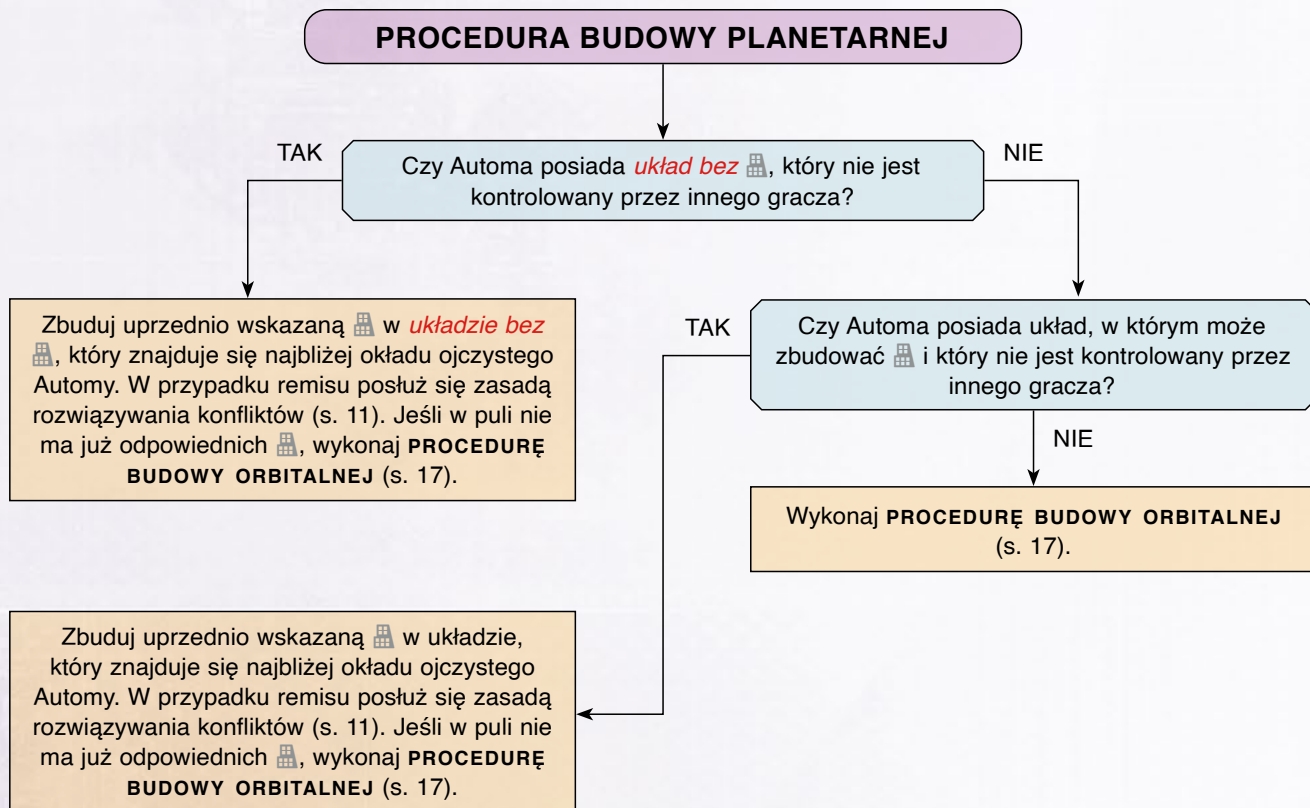 PROCEDURA BUDOWY PLANETARNEJ
TAK
Czy Automa posiada układ bez , który nie jest
kontrolowany przez innego gracza?
NIE
Zbuduj uprzednio wskazaną w układzie bez
, który znajduje się najbliżej okładu ojczystego
Automy. W przypadku remisu posłuż się zasadą
rozwiązywania konfliktów (s. 11). Jeśli w puli nie
ma już odpowiednich , wykonaj PROCEDURĘ
BUDOWY ORBITALNEJ (s. 17).
TAK
Czy Automa posiada układ, w którym może
zbudować i który nie jest kontrolowany przez
innego gracza?
NIE
Wykonaj PROCEDURĘ BUDOWY ORBITALNEJ
(s. 17).
Zbuduj uprzednio wskazaną w układzie,
który znajduje się najbliżej okładu ojczystego
Automy. W przypadku remisu posłuż się zasadą
rozwiązywania konfliktów (s. 11). Jeśli w puli nie
ma już odpowiednich , wykonaj PROCEDURĘ
BUDOWY ORBITALNEJ (s. 17).